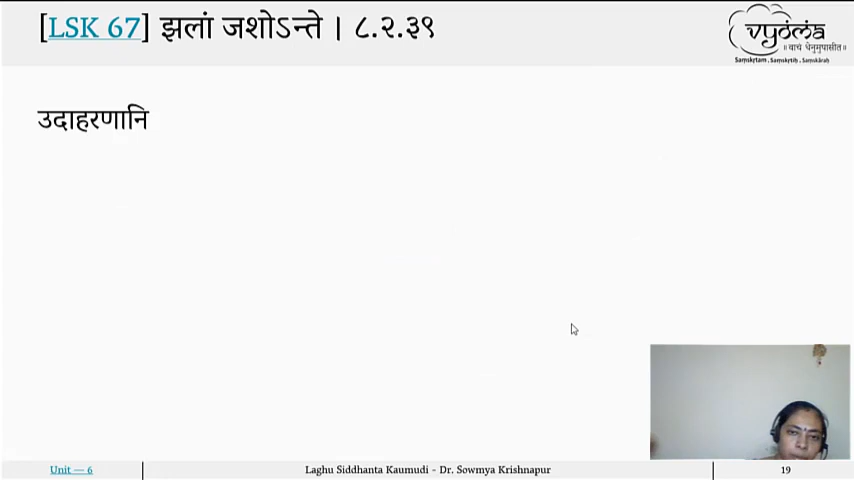 [LSK 67] झलां जशोऽन्ते । ८.२.३९
vyoma
॥ वाचं धेनुमुपासीत ॥
Saṃskṛtam . Saṃskṛtiḥ . Saṃskāraḥ
उदाहरणानि
Unit — 6
Laghu Siddhanta Kaumudi - Dr. Sowmya Krishnapur
19